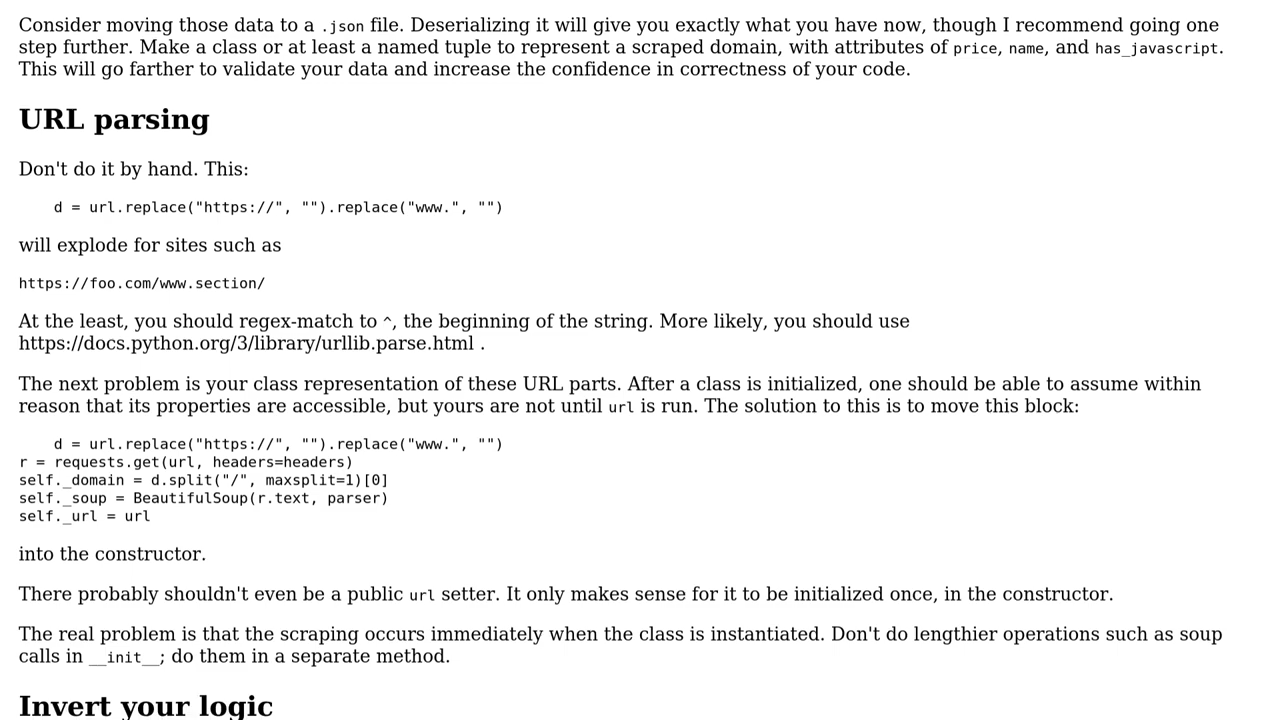 Consider moving those data to a .json file. Deserializing it will give you exactly what you have now, though I recommend going one
step further. Make a class or at least a named tuple to represent a scraped domain, with attributes of price, name, and has_javascript.
This will go farther to validate your data and increase the confidence in correctness of your code.
URL parsing
Don't do it by hand. This:
    d = url.replace("https://", "").replace("www.", "")
will explode for sites such as
https://foo.com/www.section/
At the least, you should regex-match to ^, the beginning of the string. More likely, you should use
https://docs.python.org/3/library/urllib.parse.html .
The next problem is your class representation of these URL parts. After a class is initialized, one should be able to assume within
reason that its properties are accessible, but yours are not until url is run. The solution to this is to move this block:
    d = url.replace("https://", "").replace("www.", "")
r = requests.get(url, headers=headers)
self._domain = d.split("/", maxsplit=1)[0]
self._soup = BeautifulSoup(r.text, parser)
self._url = url
into the constructor.
There probably shouldn't even be a public url setter. It only makes sense for it to be initialized once, in the constructor.
The real problem is that the scraping occurs immediately when the class is instantiated. Don't do lengthier operations such as soup
calls in __init__; do them in a separate method.
Invert your logic